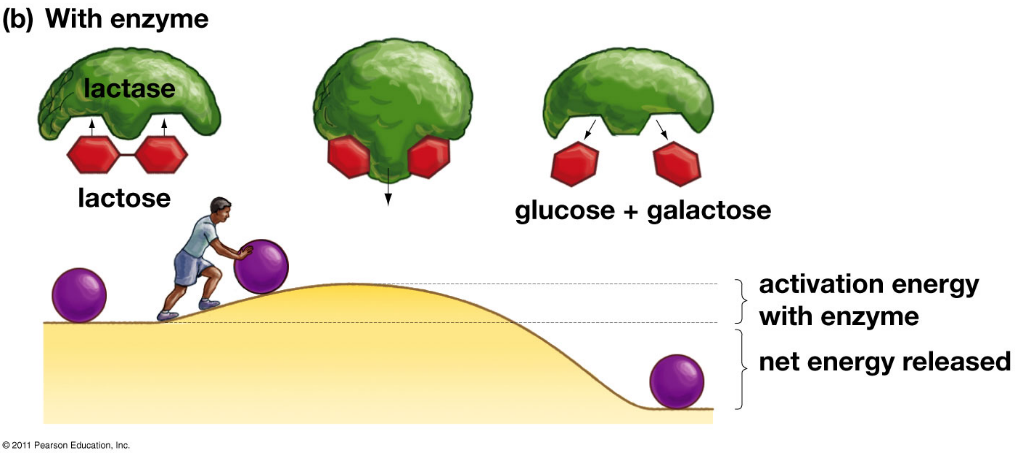 (b) With enzyme
lactase
lactose
glucose + galactose
activation energy
with enzyme
net energy released
© 2011 Pearson Education, Inc.